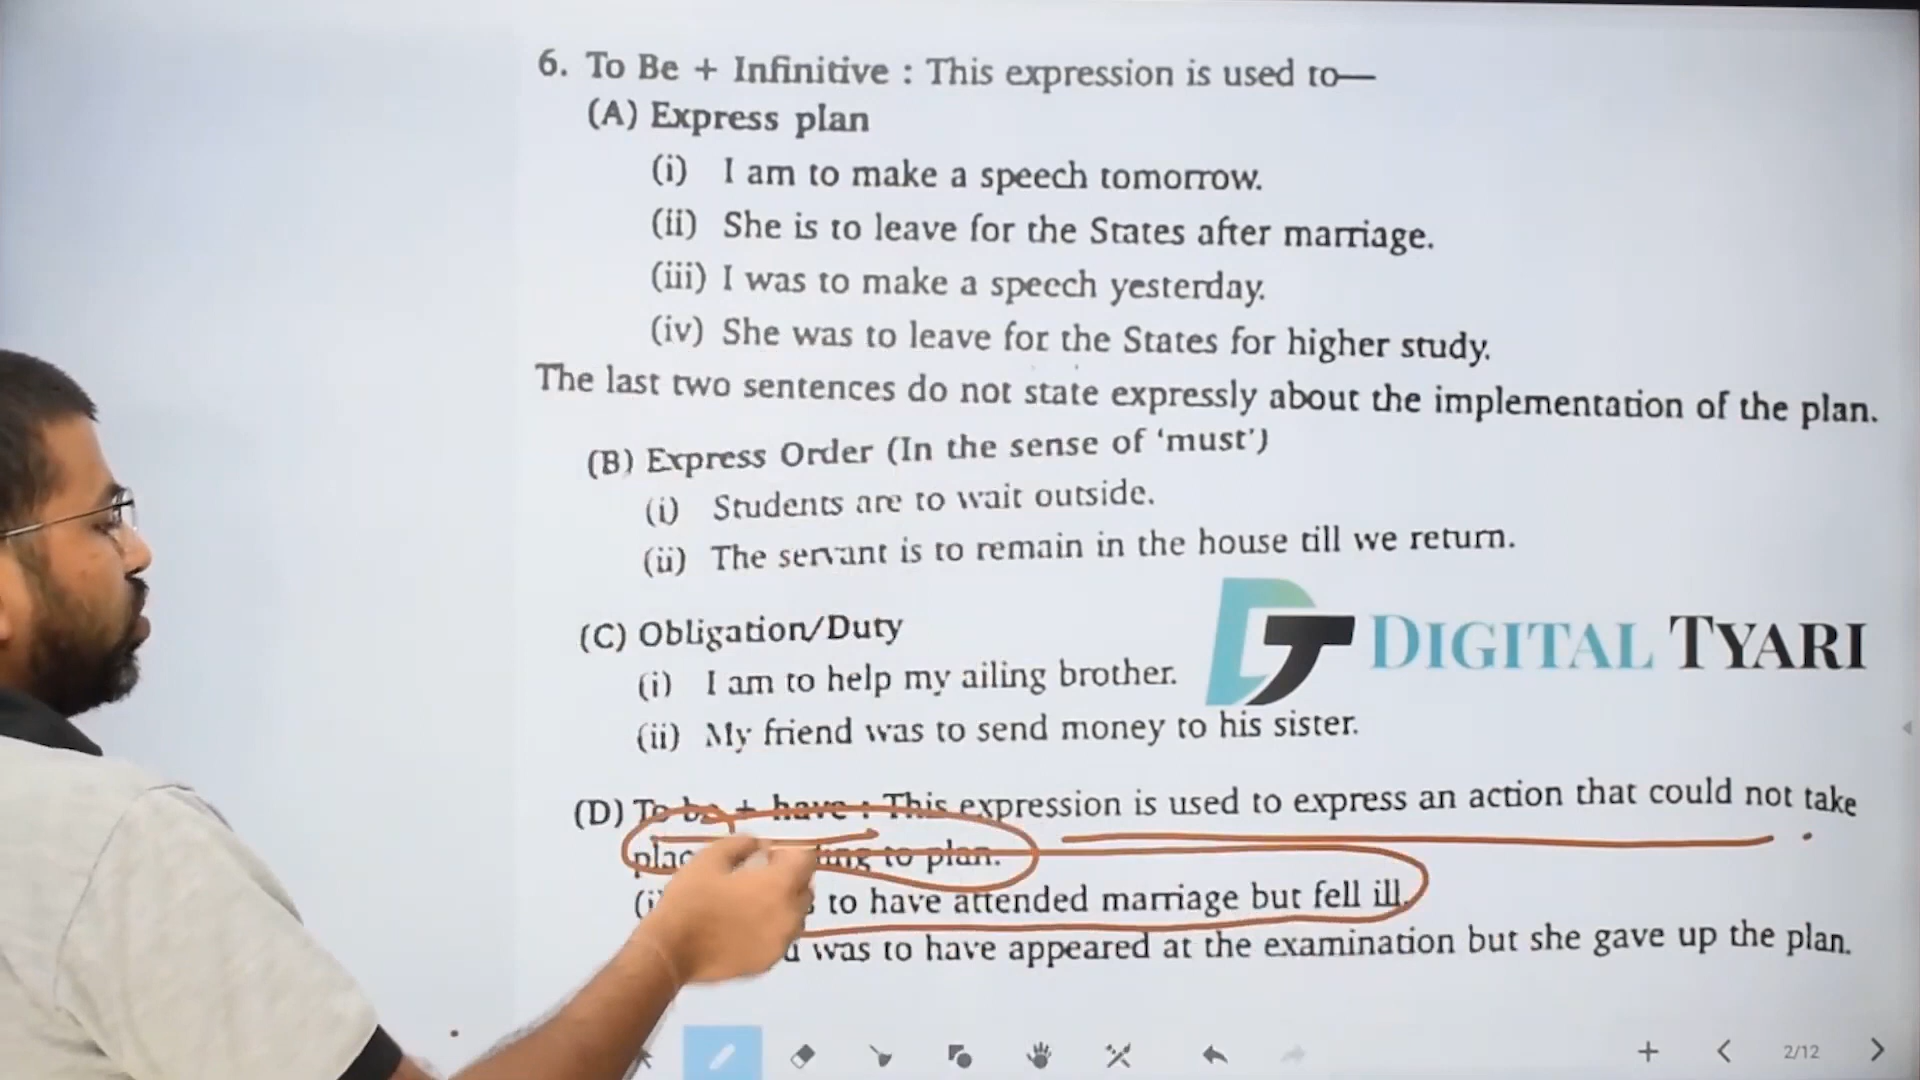 6. To Be + Infinitive : This expression is used to—
(A) Express plan
(i) I am to make a speech tomorrow.
(ii) She is to leave for the States after marriage.
(iii) I was to make a speech yesterday.
(iv) She was to leave for the States for higher study.
The last two sentences do not state expressly about the implementation of the plan.
(B) Express Order (In the sense of ‘must’)
(i) Students are to wait outside.
(ii) The servant is to remain in the house till we return.
DT DIGITAL TYARI
(C) Obligation/Duty
(i) I am to help my ailing brother.
(ii) My friend was to send money to his sister.
(D) To be + have : This expression is used to express an action that could not take
to plan.
(i) to have attended marriage but fell ill.
was to have appeared at the examination but she gave up the plan.
2/12